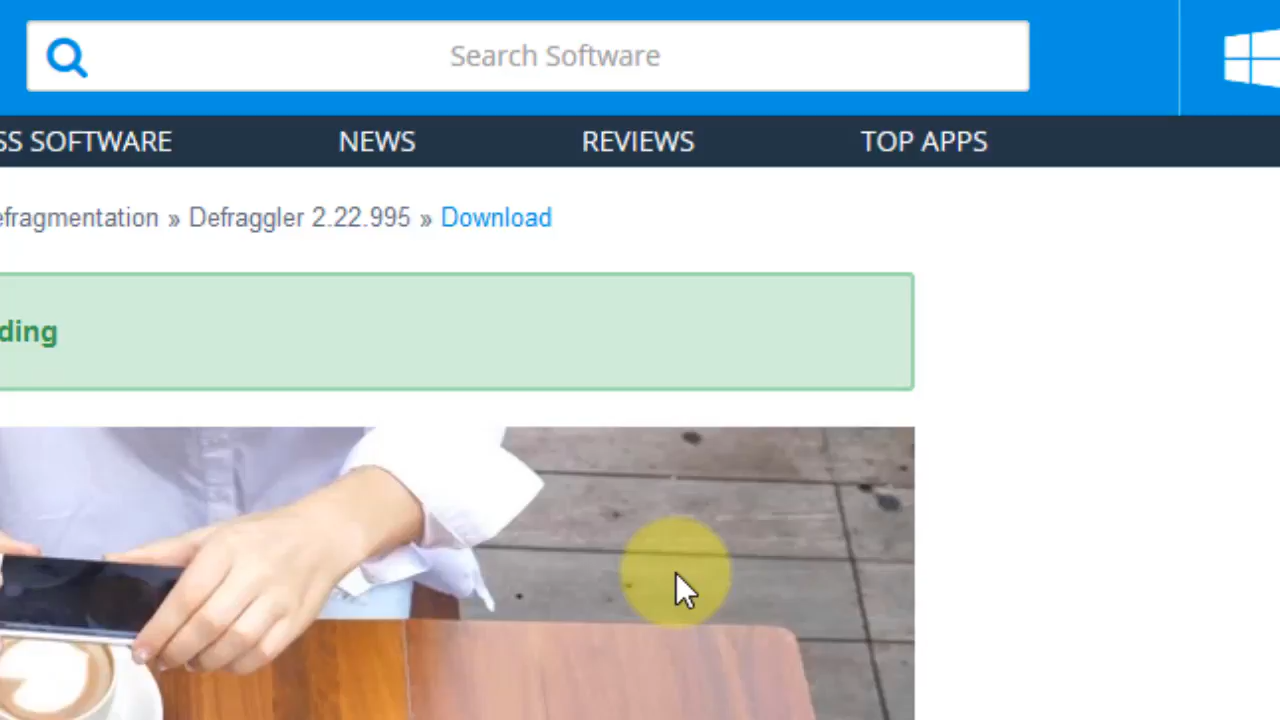 Search Software
SS SOFTWARE NEWS REVIEWS TOP APPS
efragmentation » Defraggler 2.22.995 » Download
ding